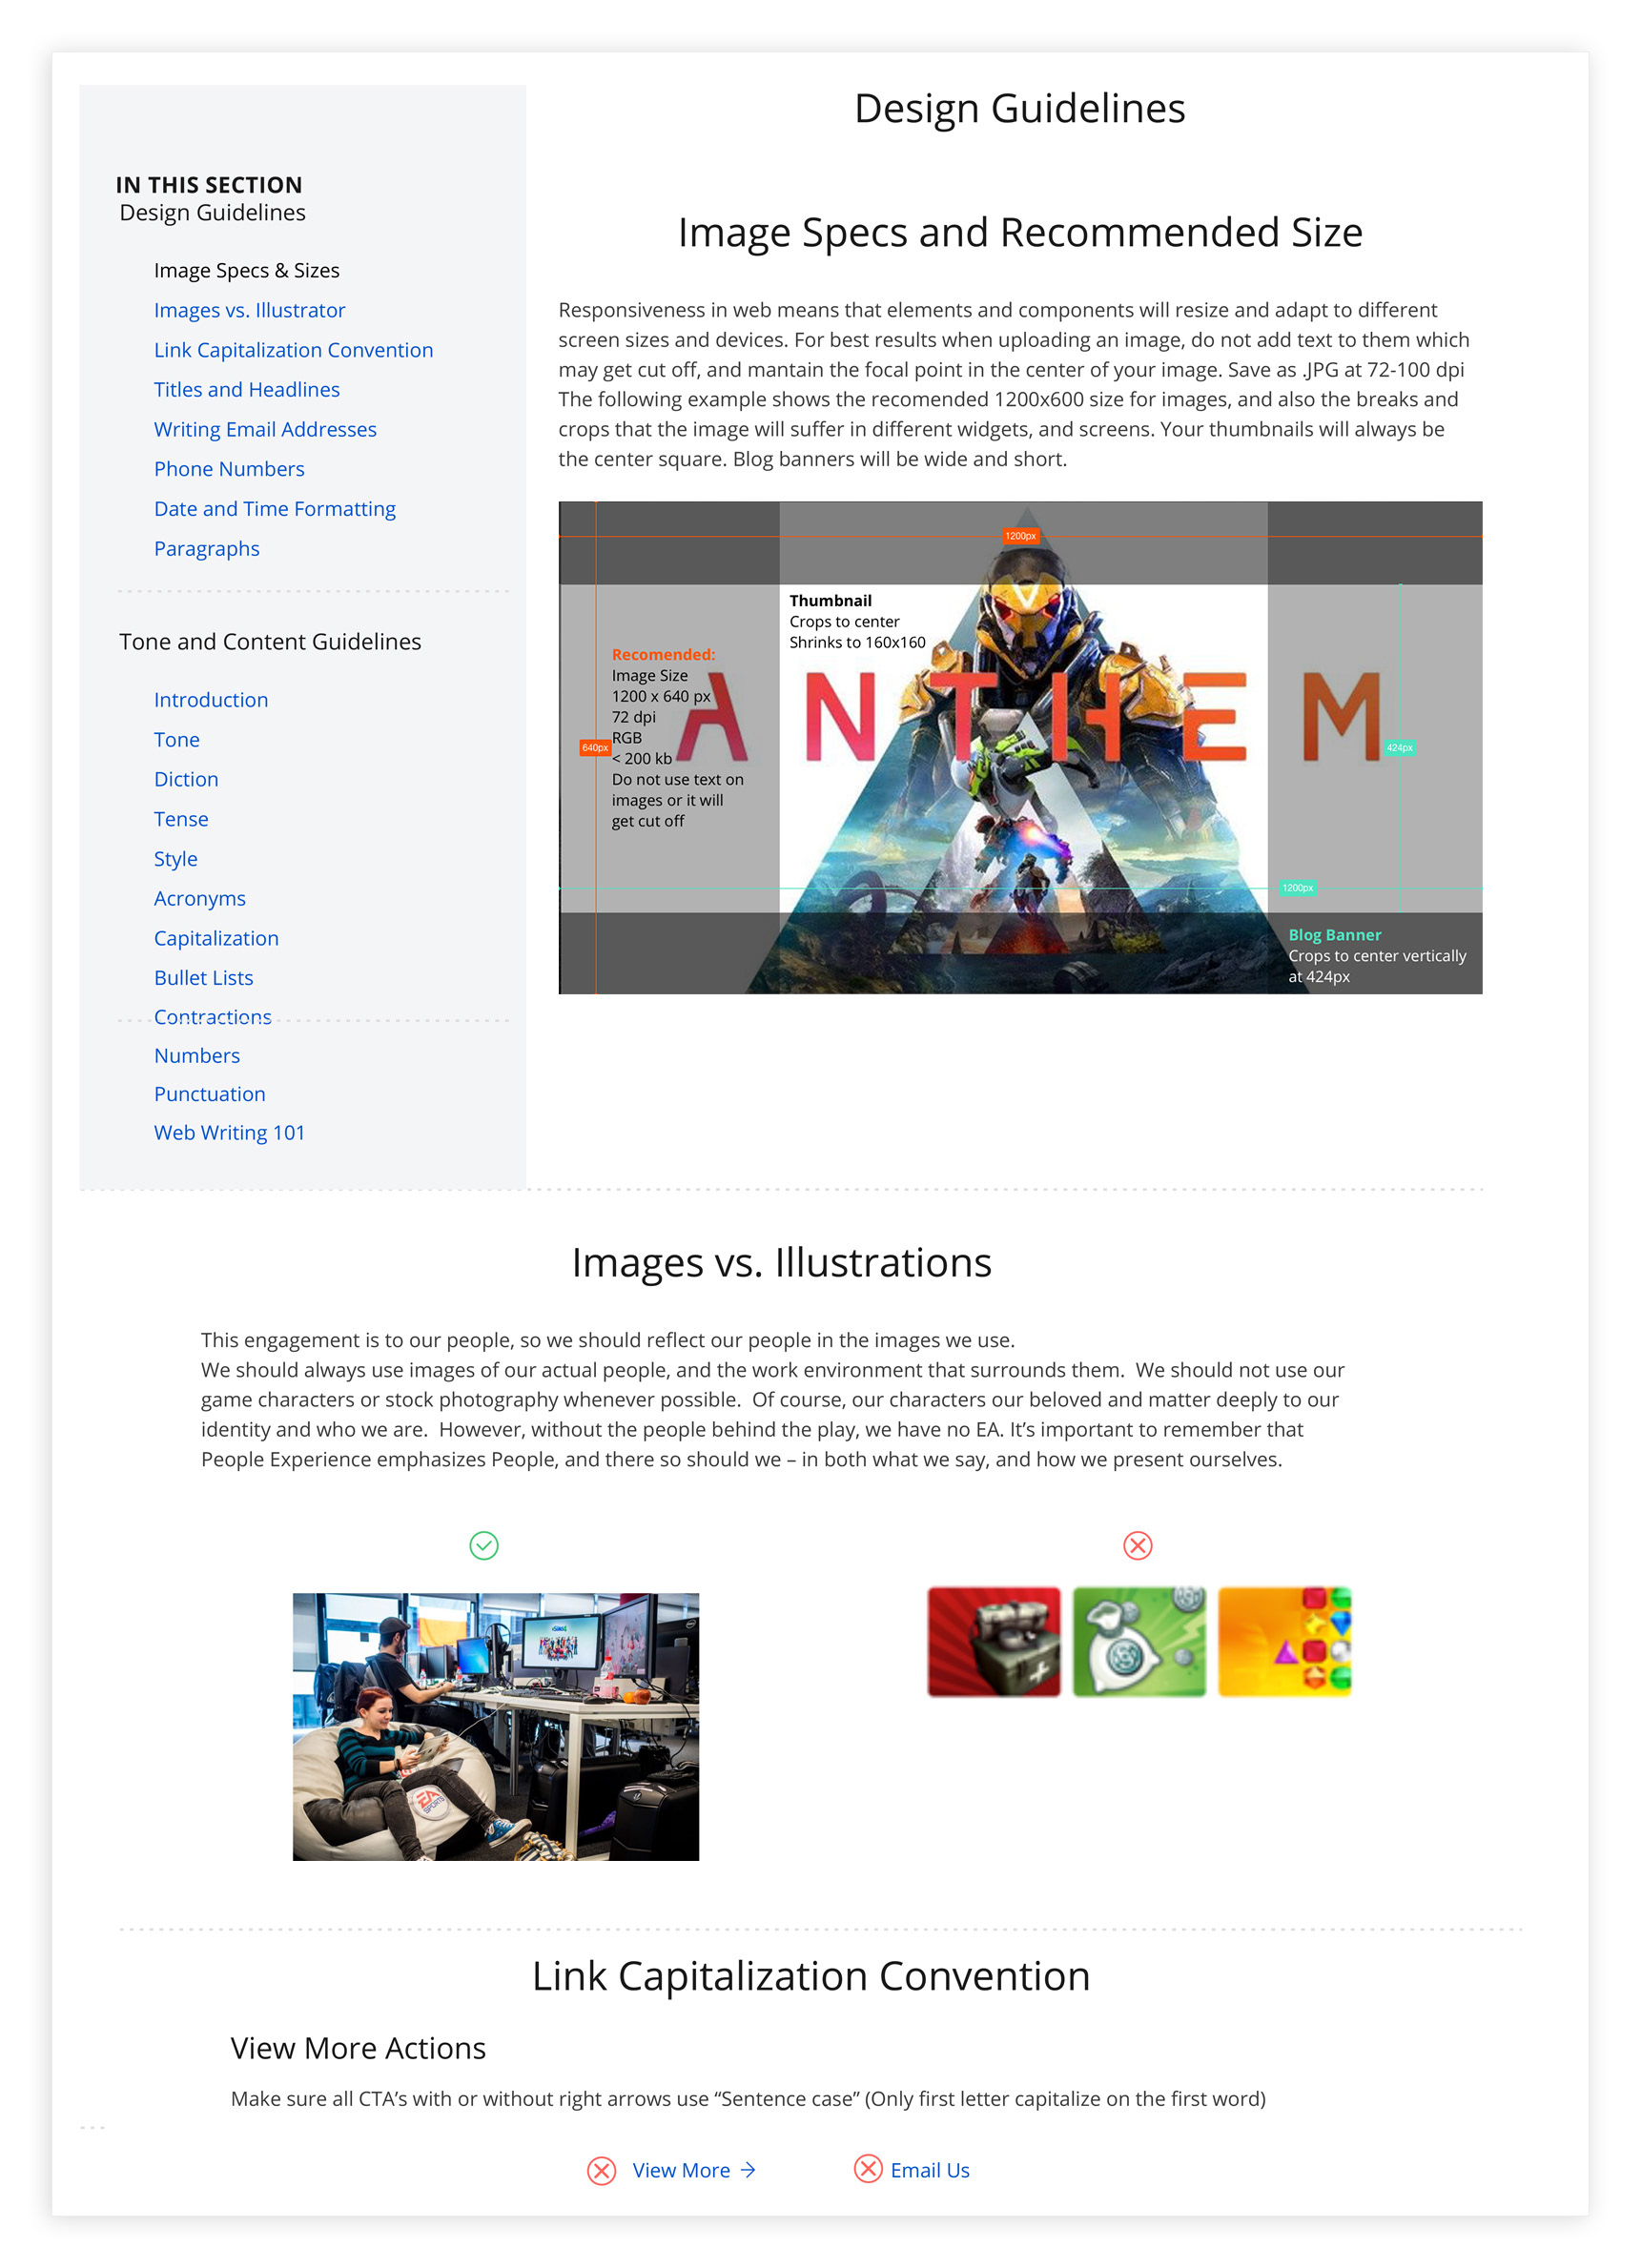 Design Guidelines
IN THIS SECTION
Design Guidelines
Image Specs & Sizes
Images vs. Illustrator
Link Capitalization Convention
Titles and Headlines
Writing Email Addresses
Phone Numbers
Date and Time Formatting
Paragraphs
Tone and Content Guidelines
Introduction
Tone
Diction
Tense
Style
Acronyms
Capitalization
Bullet Lists
Contractions
Numbers
Punctuation
Web Writing 101
Image Specs and Recommended Size
Responsiveness in web means that elements and components will resize and adapt to different
screen sizes and devices. For best results when uploading an image, do not add text to them which
may get cut off, and mantain the focal point in the center of your image. Save as .JPG at 72-100 dpi
The following example shows the recomended 1200x600 size for images, and also the breaks and
crops that the image will suffer in different widgets, and screens. Your thumbnails will always be
the center square. Blog banners will be wide and short.
1200px
Thumbnail
Crops to center
Shrinks to 160x160
Recomended:
Image Size
1200 x 640 px
72 dpi
RGB
< 200 kb
Do not use text on
images or it will
get cut off
640px
ANTHEM
424px
1200px
Blog Banner
Crops to center vertically
at 424px
Images vs. Illustrations
This engagement is to our people, so we should reflect our people in the images we use.
We should always use images of our actual people, and the work environment that surrounds them.  We should not use our
game characters or stock photography whenever possible.  Of course, our characters our beloved and matter deeply to our
identity and who we are.  However, without the people behind the play, we have no EA. It’s important to remember that
People Experience emphasizes People, and there so should we – in both what we say, and how we present ourselves.
EA
SPORTS
Link Capitalization Convention
View More Actions
Make sure all CTA’s with or without right arrows use “Sentence case” (Only first letter capitalize on the first word)
View More →
Email Us